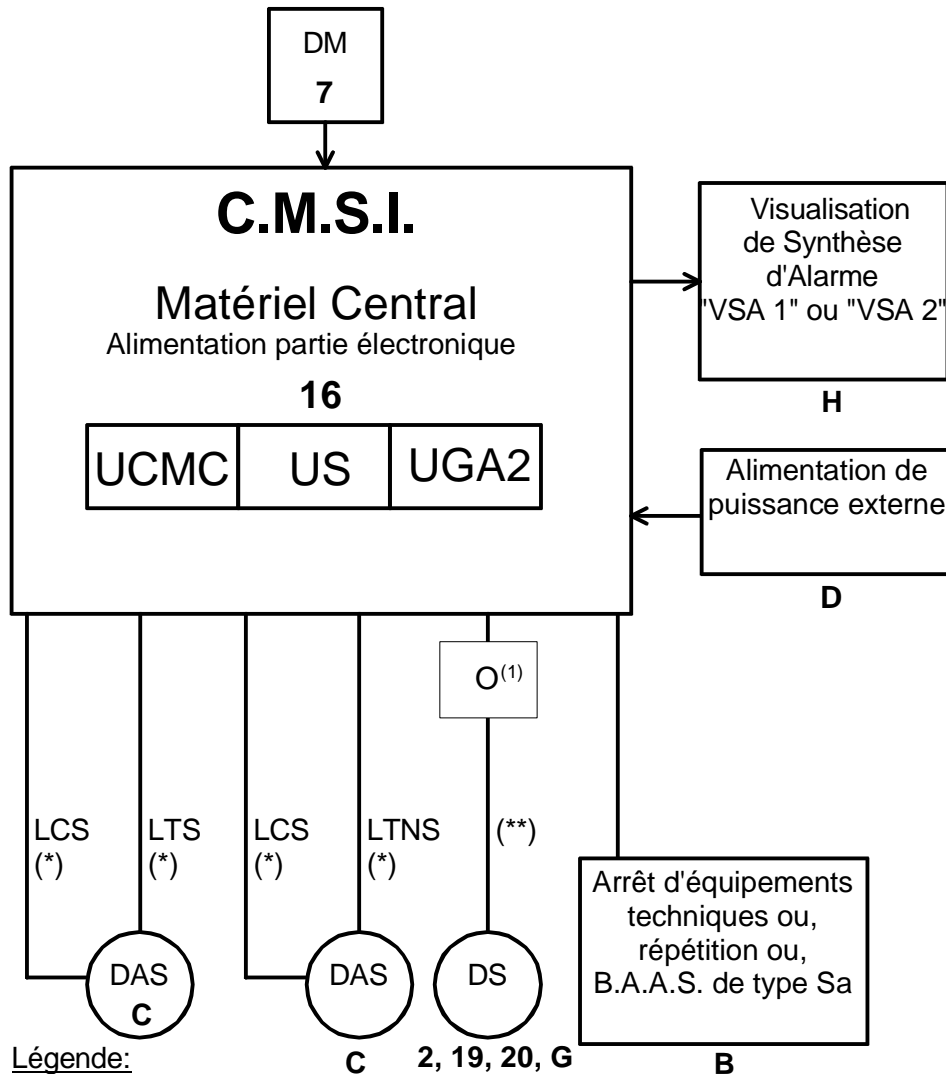 DM
7
C.M.S.I.
Matériel Central
Alimentation partie électronique
16
UCMC
US
UGA2
Visualisation
de Synthèse
d'Alarme
"VSA 1" ou "VSA 2"
H
Alimentation de
puissance externe
D
O(1)
LCS
(*)
LTS
(*)
LCS
(*)
LTNS
(*)
(**)
Arrêt d'équipements
techniques ou,
répétition ou,
B.A.A.S. de type Sa
DAS
C
DAS
DS
Légende:
C
2, 19, 20, G
B